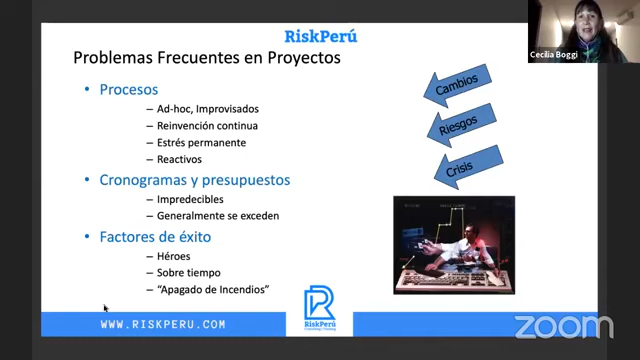 RiskPerú
Cecilia Boggi
Problemas Frecuentes en Proyectos
• Procesos
– Ad-hoc, Improvisados
– Reinvención continua
– Estrés permanente
– Reactivos
• Cronogramas y presupuestos
– Impredecibles
– Generalmente se exceden
• Factores de éxito
– Héroes
– Sobre tiempo
– “Apagado de Incendios”
Cambios
Riesgos
Crisis
WWW.RISKPERU.COM
RiskPerú
zoom